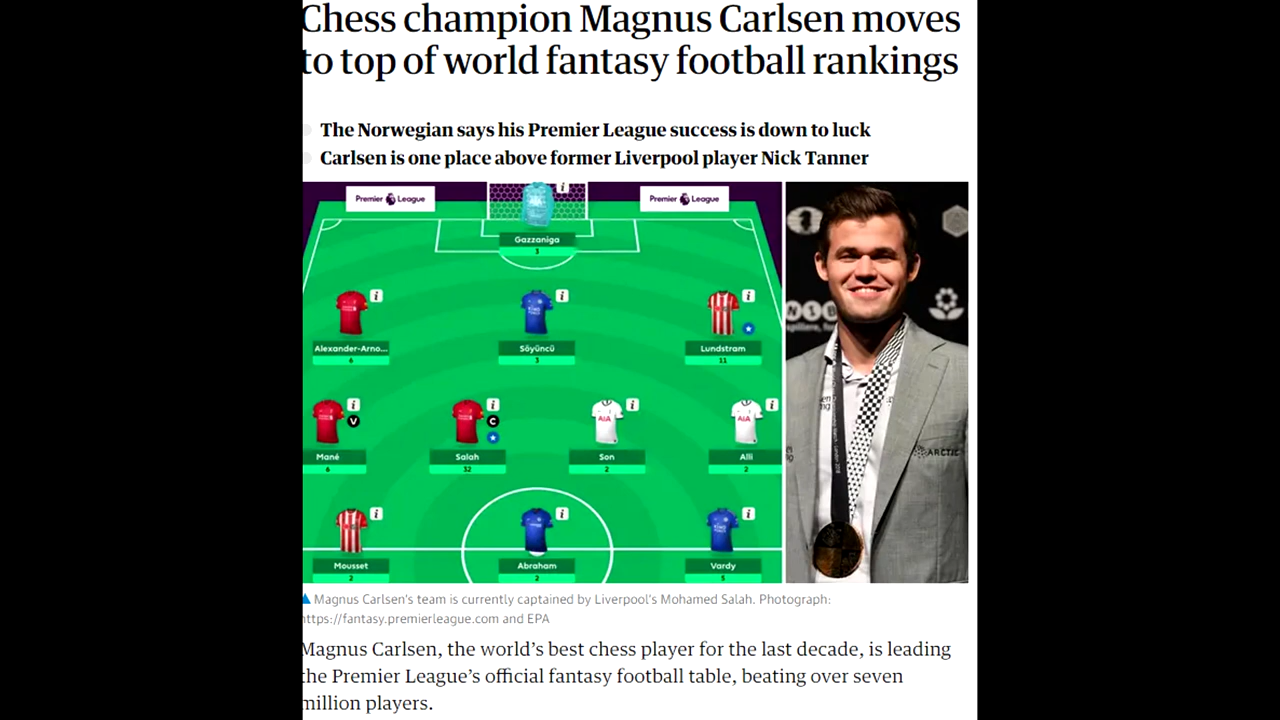 Chess champion Magnus Carlsen moves
to top of world fantasy football rankings
The Norwegian says his Premier League success is down to luck
Carlsen is one place above former Liverpool player Nick Tanner
Premier League
Premier League
Gazzaniga
3
Alexander-Arno...
6
Söyüncü
3
Lundstram
11
V
C
Mané
6
Salah
32
Son
2
Alli
2
Mousset
2
Abraham
2
Vardy
5
AIA
AIA
ARCTIC
Magnus Carlsen's team is currently captained by Liverpool's Mohamed Salah. Photograph:
https://fantasy.premierleague.com and EPA
Magnus Carlsen, the world's best chess player for the last decade, is leading
the Premier League's official fantasy football table, beating over seven
million players.